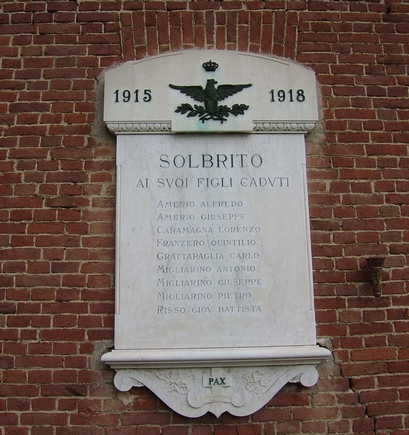 1915 1918
SOLBRITO
AI SVOI FIGLI CADVTI
AMERIO ALFREDO
AMERIO GIUSEPPE
CARAMAGNA LORENZO
FRANZERO QUINTILIO
GRATTAPAGLIA CARLO
MIGLIARINO ANTONIO
MIGLIARINO GIUSEPPE
MIGLIARINO PIETRO
RISSO GIOV BATTISTA
PAX